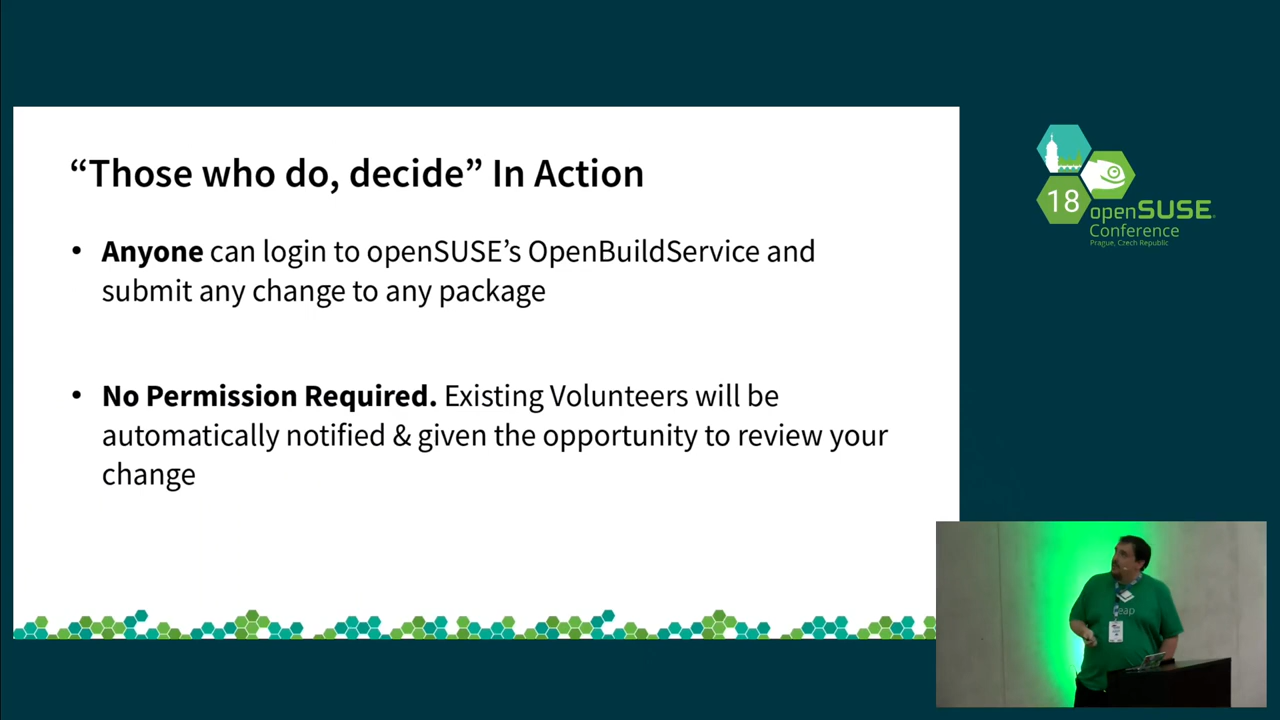 “Those who do, decide” In Action
• Anyone can login to openSUSE’s OpenBuildService and
submit any change to any package
• No Permission Required. Existing Volunteers will be
automatically notified & given the opportunity to review your
change
18
openSUSE
Conference
Prague, Czech Republic
eap